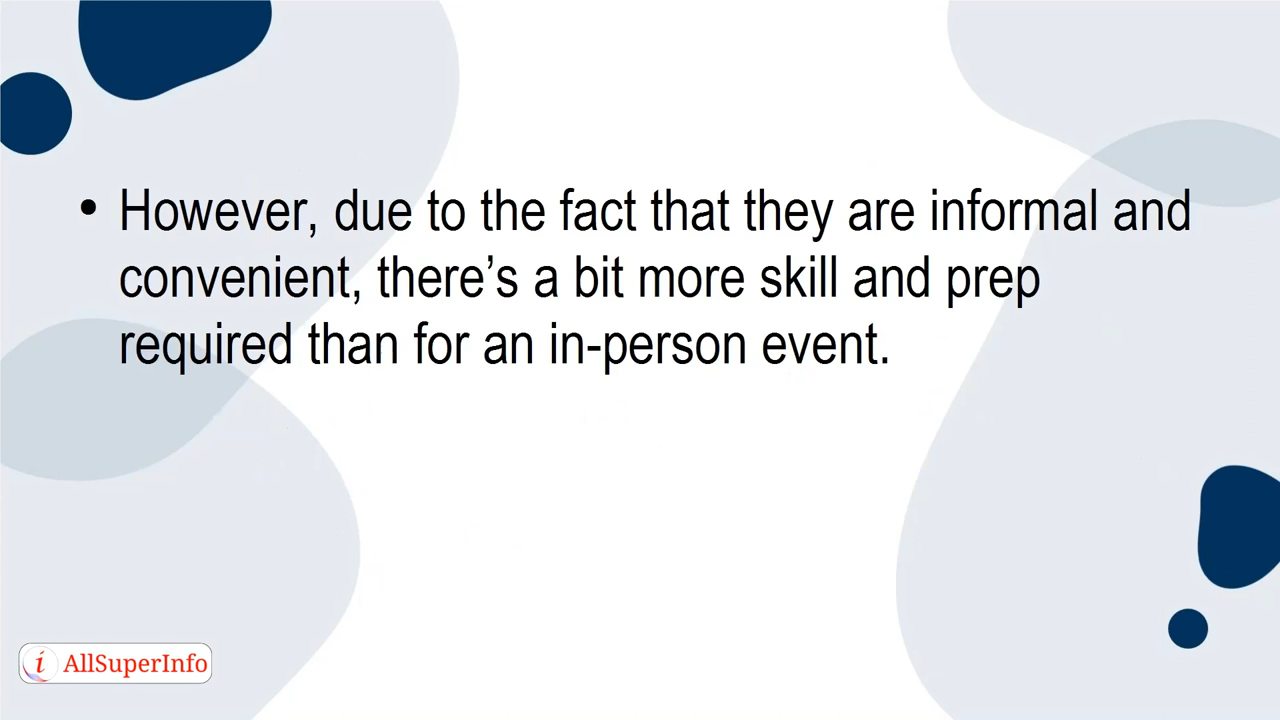 • However, due to the fact that they are informal and
convenient, there’s a bit more skill and prep
required than for an in-person event.
i AllSuperInfo